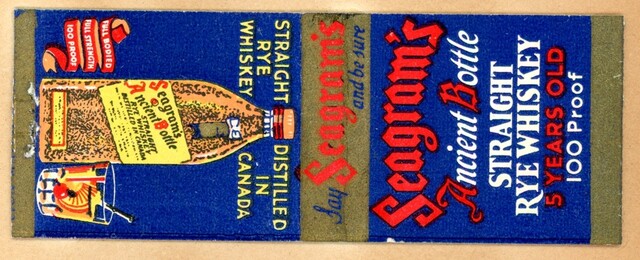 Seagram's
Ancient Bottle
STRAIGHT
RYE WHISKEY
5 YEARS OLD
100 Proof
Say Seagram's
and be sure
STRAIGHT
RYE
WHISKEY
DISTILLED
IN
CANADA
FULL BODIED
FULL STRENGTH
100 PROOF
Seagram's
Ancient Bottle